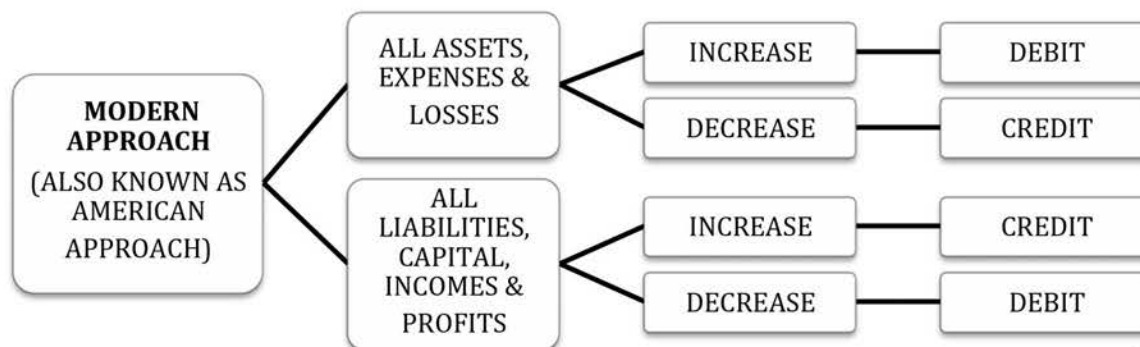 MODERN
APPROACH
(ALSO KNOWN AS
AMERICAN
APPROACH)
ALL ASSETS,
EXPENSES &
LOSSES
INCREASE
DEBIT
DECREASE
CREDIT
ALL
LIABILITIES,
CAPITAL,
INCOMES &
PROFITS
INCREASE
CREDIT
DECREASE
DEBIT